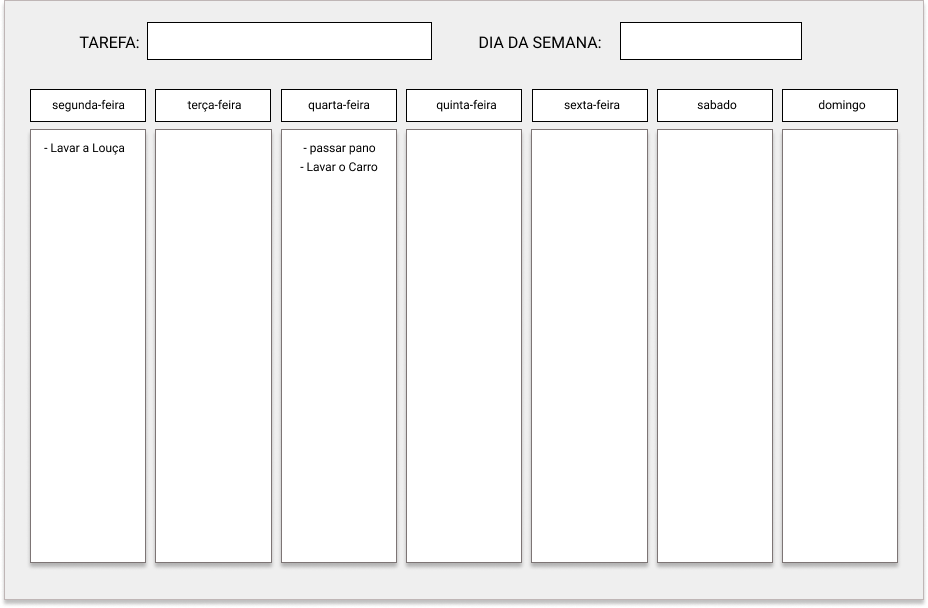 TAREFA:
DIA DA SEMANA:
segunda-feira
terça-feira
quarta-feira
quinta-feira
sexta-feira
sabado
domingo
- Lavar a Louça
- passar pano
- Lavar o Carro